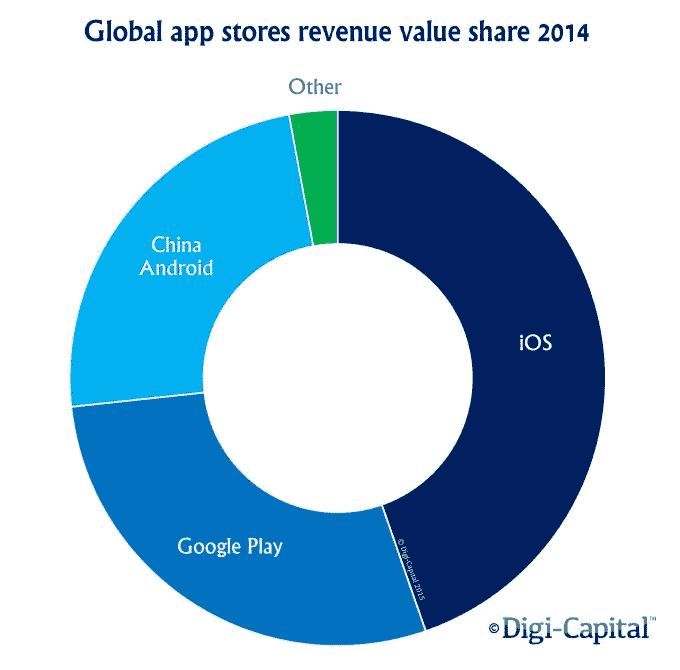 Global app stores revenue value share 2014
Other
China
Android
iOS
Google Play
© Digi-Capital 2015
©Digi-Capital™